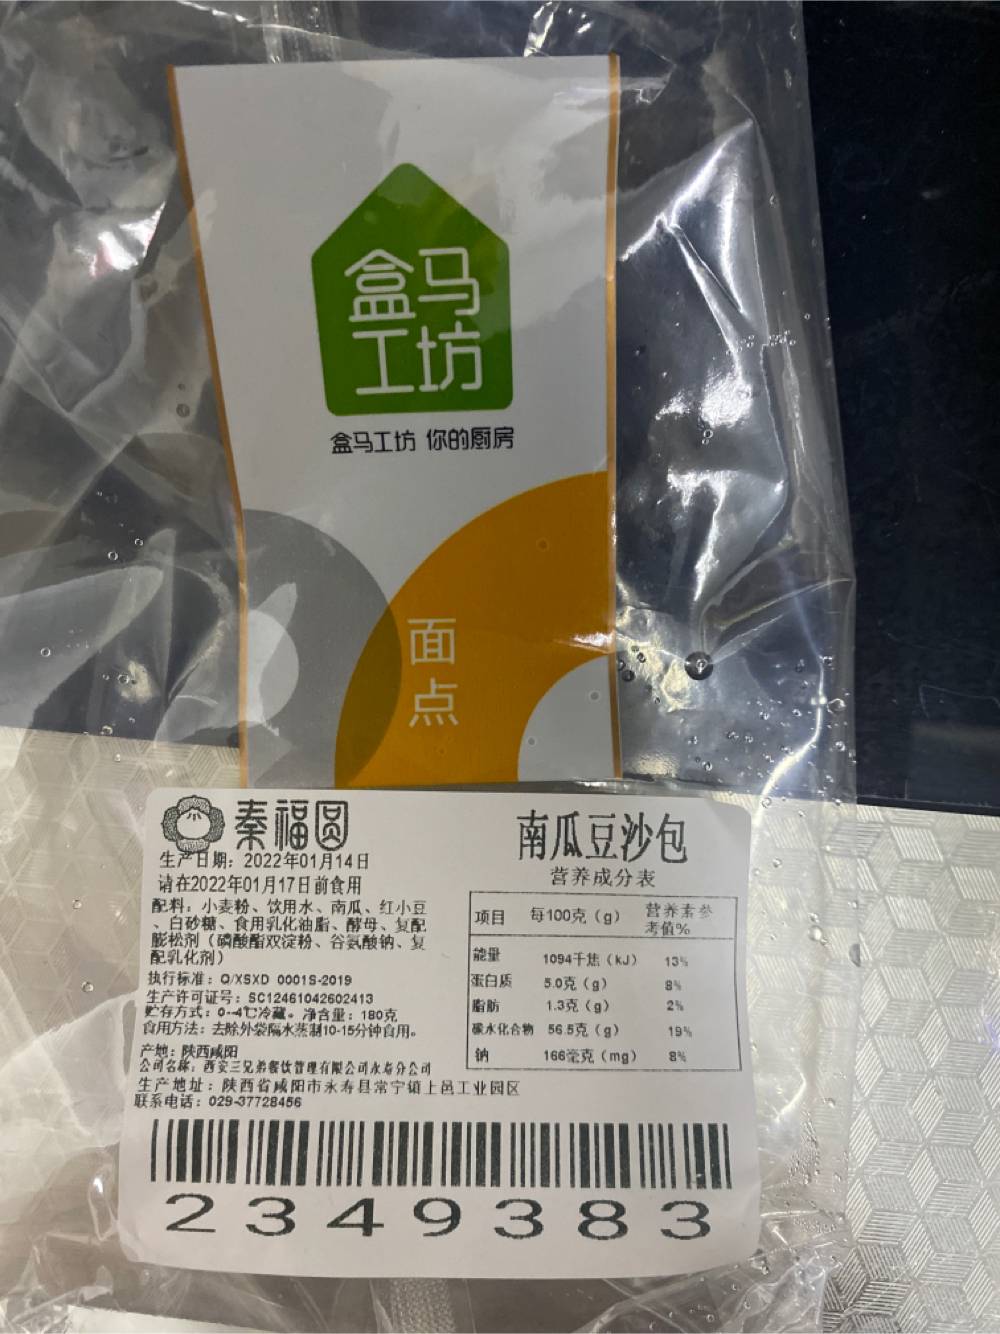 盒马
工坊
盒马工坊 你的厨房
面
点
秦福圆
生产日期：2022年01月14日
请在2022年01月17日前食用
配料：小麦粉、饮用水、南瓜、红小豆
、白砂糖、食用乳化油脂、酵母、复配
膨松剂（磷酸酯双淀粉、谷氨酸钠、复
配乳化剂）
执行标准：Q/XSXD 0001S-2019
生产许可证号：SC12461042602413
贮存方式：0-4℃冷藏。净含量：180克
食用方法：去除外袋隔水蒸制10-15分钟食用。
产地：陕西咸阳
公司名称：西安三兄弟餐饮管理有限公司永寿分公司
生产地址：陕西省咸阳市永寿县常宁镇上邑工业园区
联系电话：029-37728456
南瓜豆沙包
营养成分表
项目 每100克（g） 营养素参
考值%
能量 1094千焦（kJ） 13%
蛋白质 5.0克（g） 8%
脂肪 1.3克（g） 2%
碳水化合物 56.5克（g） 19%
钠 166毫克（mg） 8%
2349383